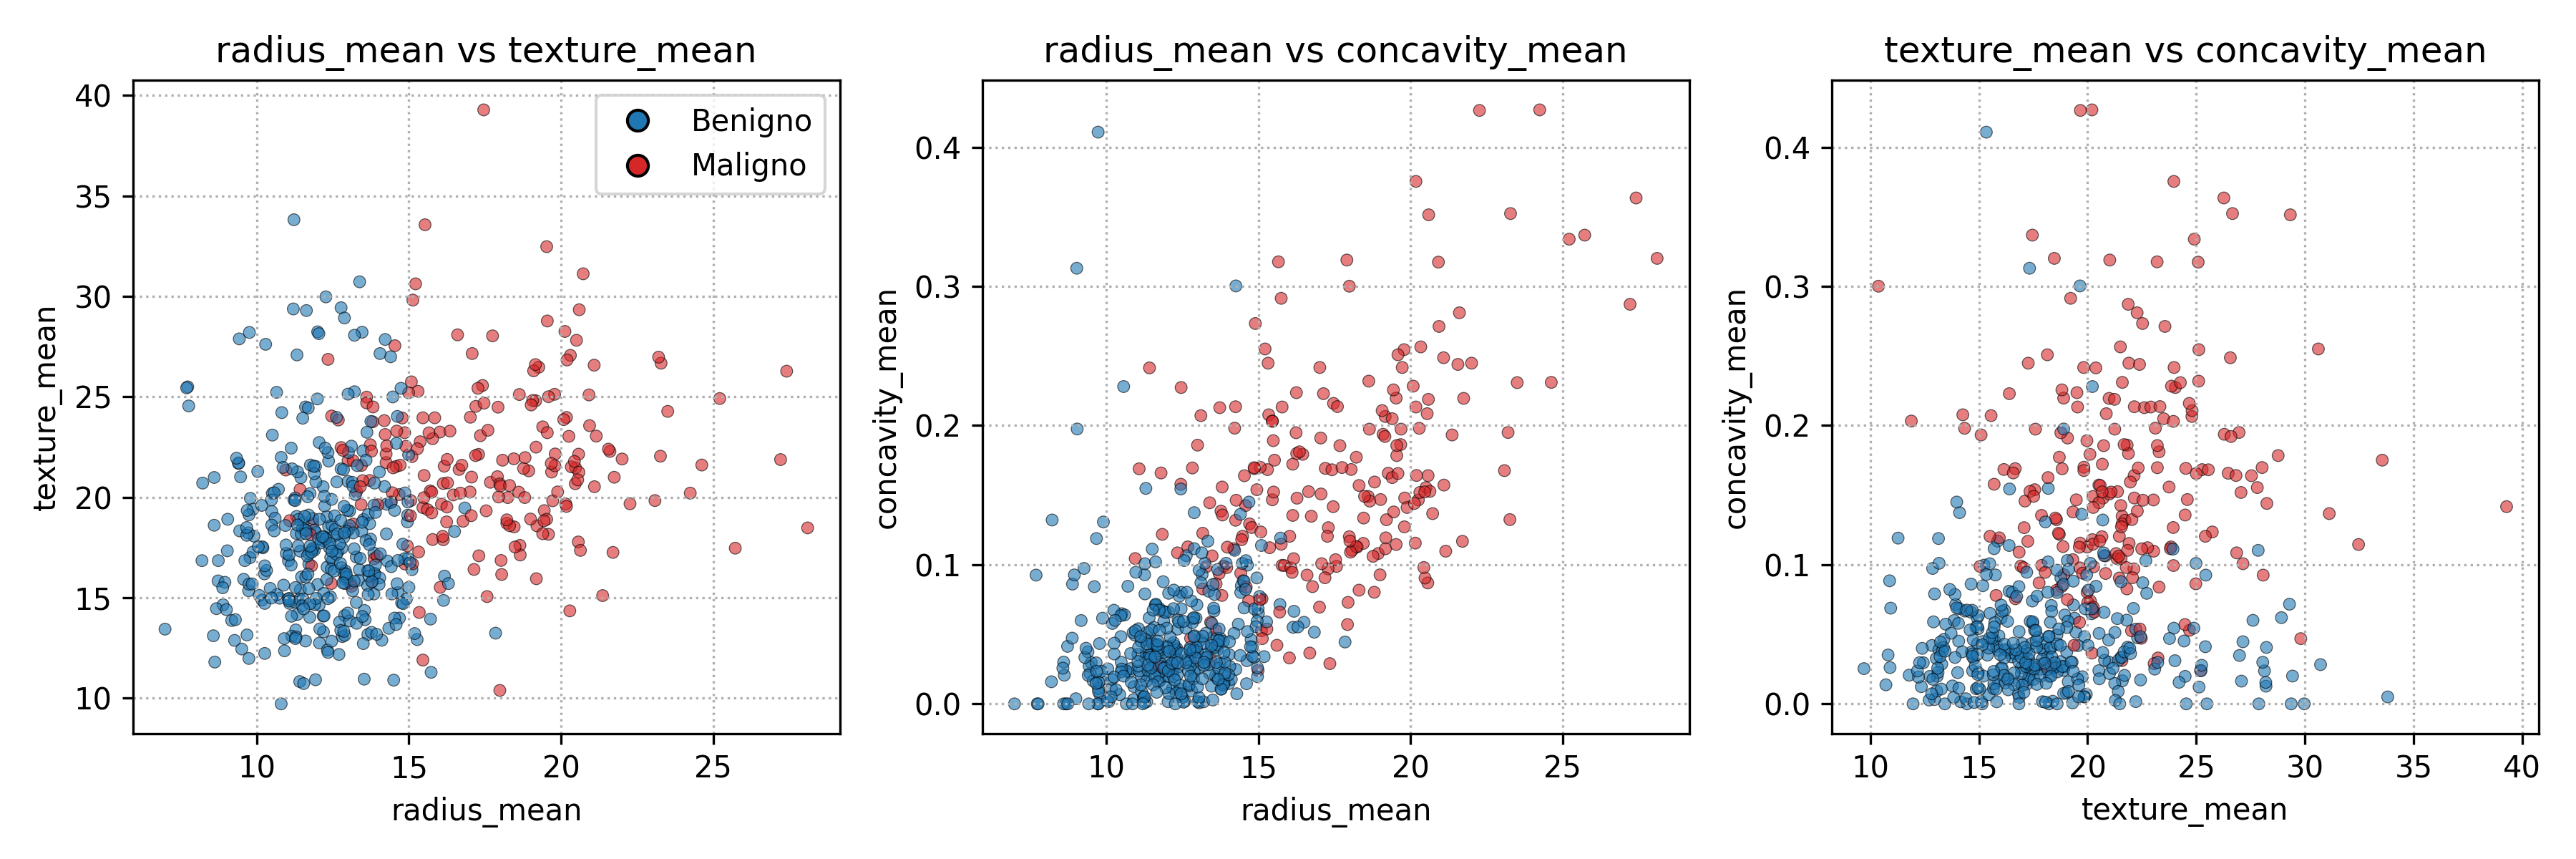 radius_mean vs texture_mean
40
35
30
25
20
15
10
texture_mean
10 15 20 25
radius_mean
Benigno
Maligno
radius_mean vs concavity_mean
0.4
0.3
0.2
0.1
0.0
concavity_mean
10 15 20 25
radius_mean
texture_mean vs concavity_mean
0.4
0.3
0.2
0.1
0.0
concavity_mean
10 15 20 25 30 35 40
texture_mean